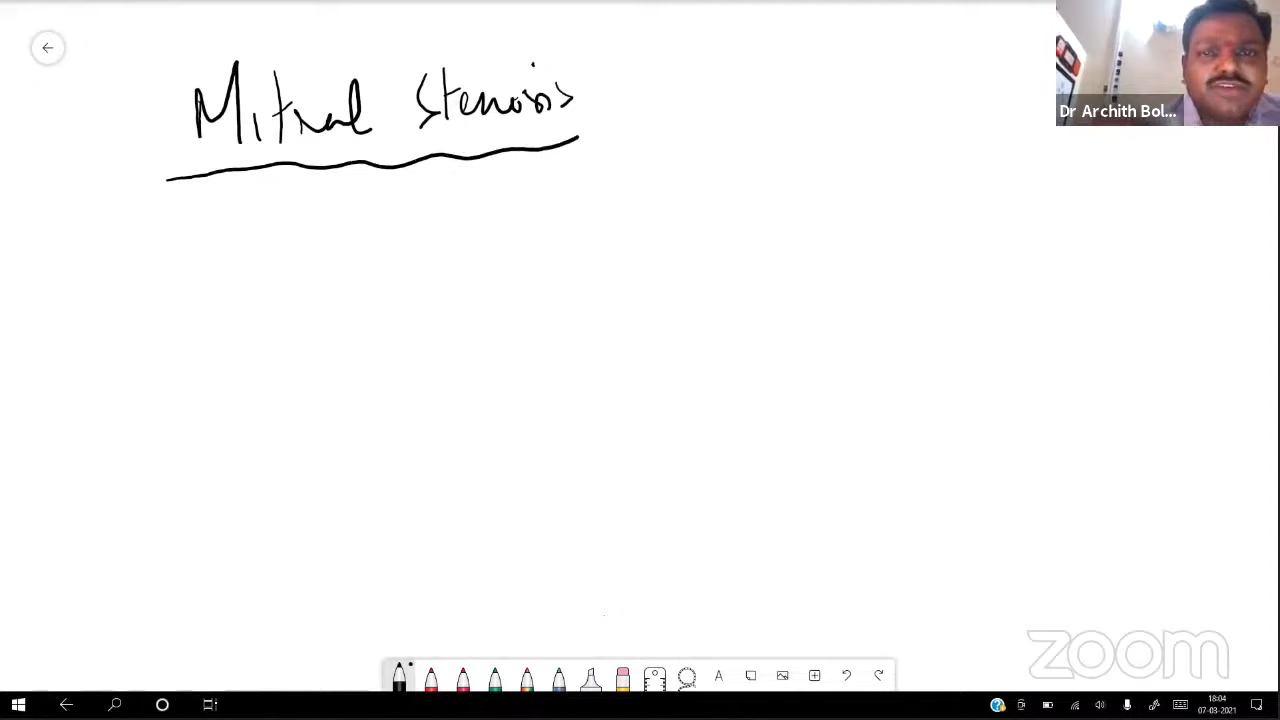 Mitral Stenosis
Dr Archith Bol...
zoom
A
18:04
07-03-2021